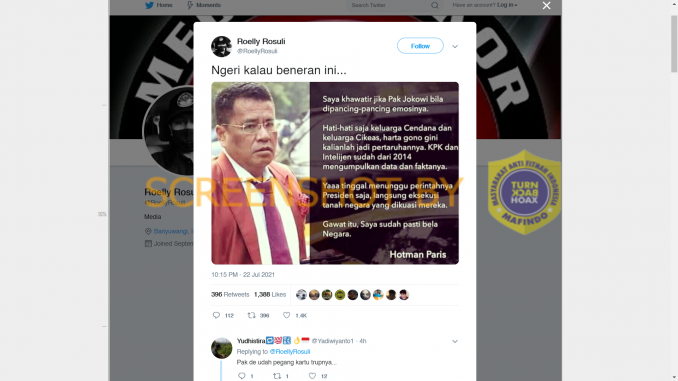 Home
Moments
Search Twitter
Have an account? Log in
Roelly Rosuli
@RoellyRosuli
Follow
Ngeri kalau beneran ini...
Saya khawatir jika Pak Jokowi bila
dipancing-pancing emosinya.
Hati-hati saja keluarga Cendana dan
keluarga Cikeas, harta gono gini
kalianlah jadi pertaruhannya. KPK dan
Intelijen sudah dari 2014
mengumpulkan data dan faktanya.
Yaaa tinggal menunggu perintahnya
Presiden saja, langsung eksekusi
tanah negara yang dikuasi mereka.
Gawat itu, Saya sudah pasti bela
Negara.
Hotman Paris
SCREENSHOT BY
MASYARAKAT ANTI FITNAH INDONESIA
TURN
BACK
HOAX
MAFINDO
Roelly Rosu
@Roelly
Media
Banyuwangi,
Joined Septem
10:15 PM - 22 Jul 2021
396 Retweets 1,388 Likes
112 396 1.4K
Yudhistira @Yadiwiyanto1 · 4h
Replying to @RoellyRosuli
Pak de udah pegang kartu trupnya...
1 1 12